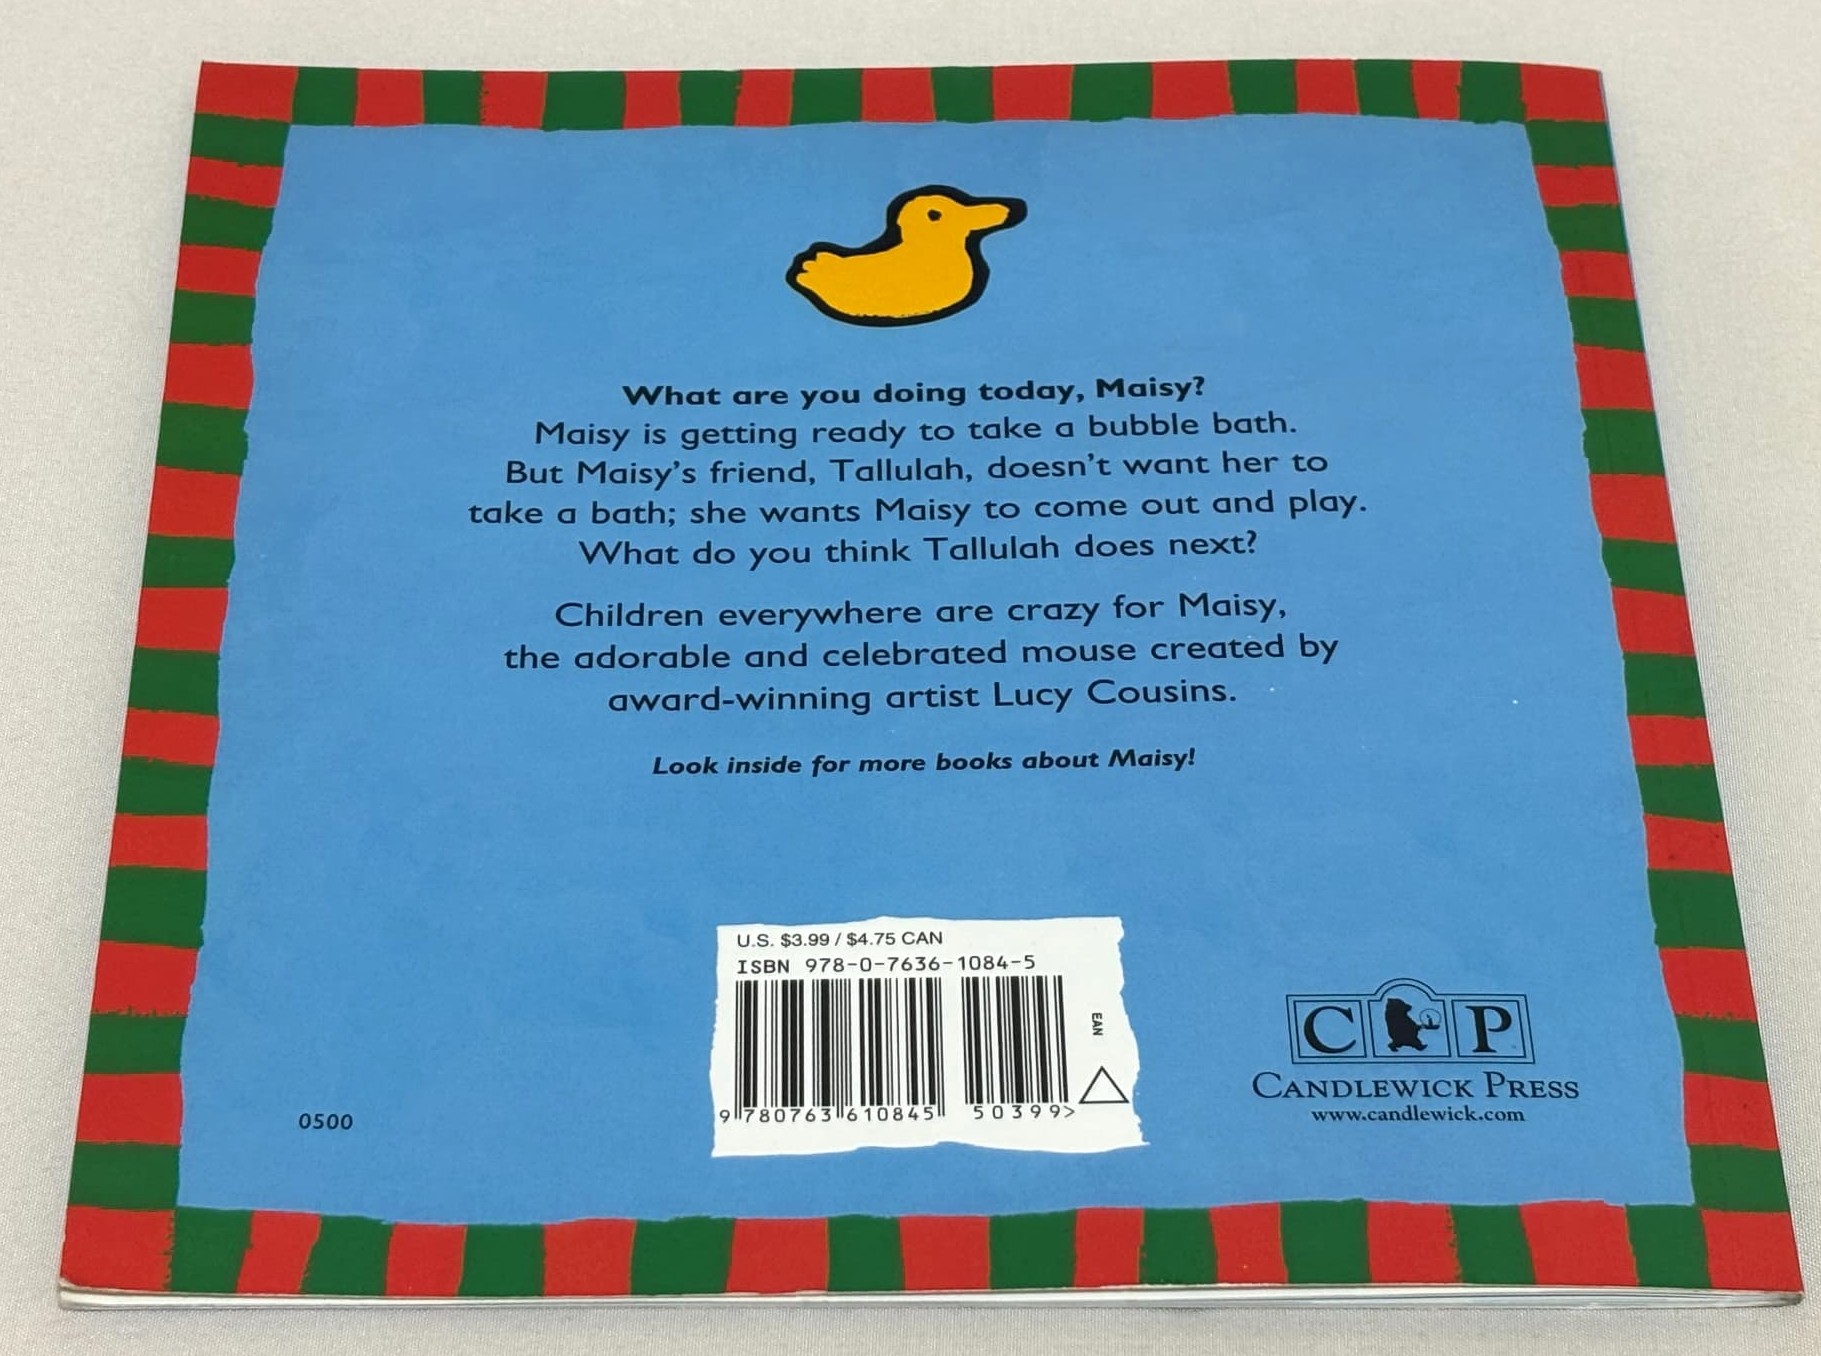 What are you doing today, Maisy?
Maisy is getting ready to take a bubble bath.
But Maisy's friend, Tallulah, doesn't want her to
take a bath; she wants Maisy to come out and play.
What do you think Tallulah does next?
Children everywhere are crazy for Maisy,
the adorable and celebrated mouse created by
award-winning artist Lucy Cousins.
Look inside for more books about Maisy!
U.S. $3.99 / $4.75 CAN
ISBN 978-0-7636-1084-5
EAN
9 780763 610845 50399>
0500
C P
CANDLEWICK PRESS
www.candlewick.com